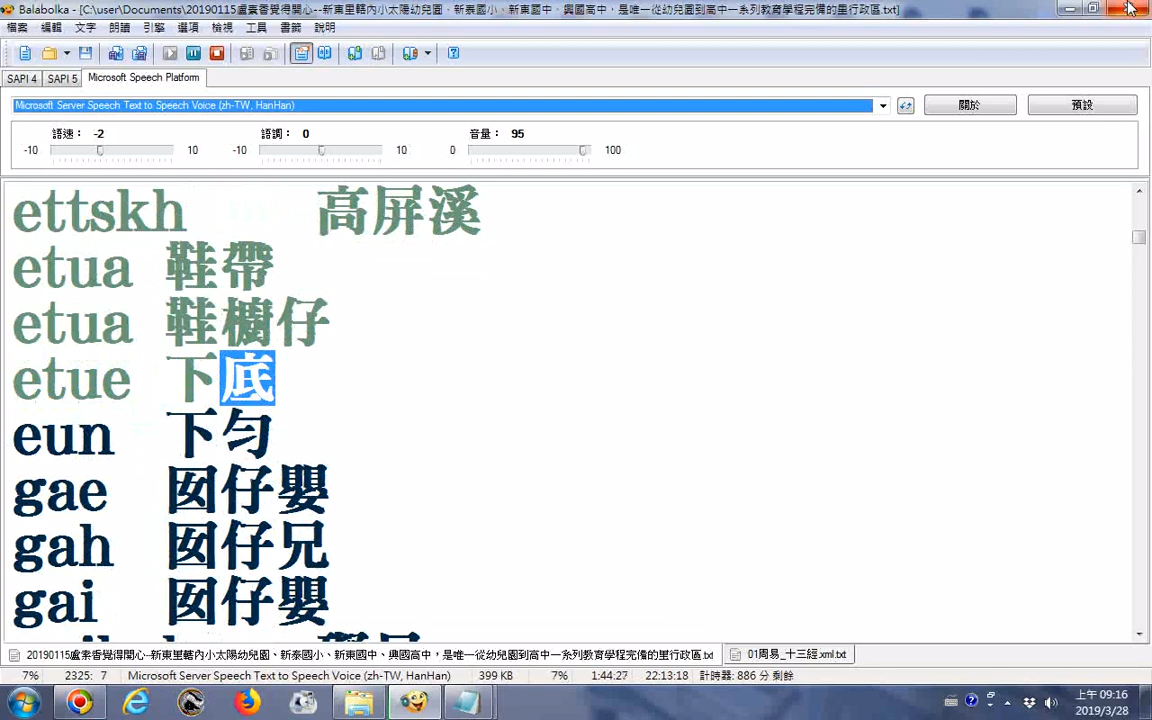 Balabolka - [C:\user\Documents\20190115盧素香覺得開心--新東里轄內小太陽幼兒園、新泰國小、新東國中、興國高中，是唯一從幼兒園到高中一系列教育學程完備的里行政區.txt]
檔案 編輯 文字 朗讀 引擎 選項 檢視 工具 書籤 說明
SAPI 4 SAPI 5 Microsoft Speech Platform
Microsoft Server Speech Text to Speech Voice (zh-TW, HanHan) 關於 預設
語速： -2 語調： 0 音量： 95
-10 10 -10 10 0 100
ettskh 高屏溪
etua 鞋帶
etua 鞋櫥仔
etue 下底
eun 下勻
gae 囡仔嬰
gah 囡仔兄
gai 囡仔嬰
20190115盧素香覺得開心--新東里轄內小太陽幼兒園、新泰國小、新東國中、興國高中，是唯一從幼兒園到高中一系列教育學程完備的里行政區.txt 01周易_十三經.xml.txt
7% 2325: 7 Microsoft Server Speech Text to Speech Voice (zh-TW, HanHan) 399 KB 7% 1:44:27 22:13:18 計時器: 886 分 剩餘
上午 09:16
2019/3/28